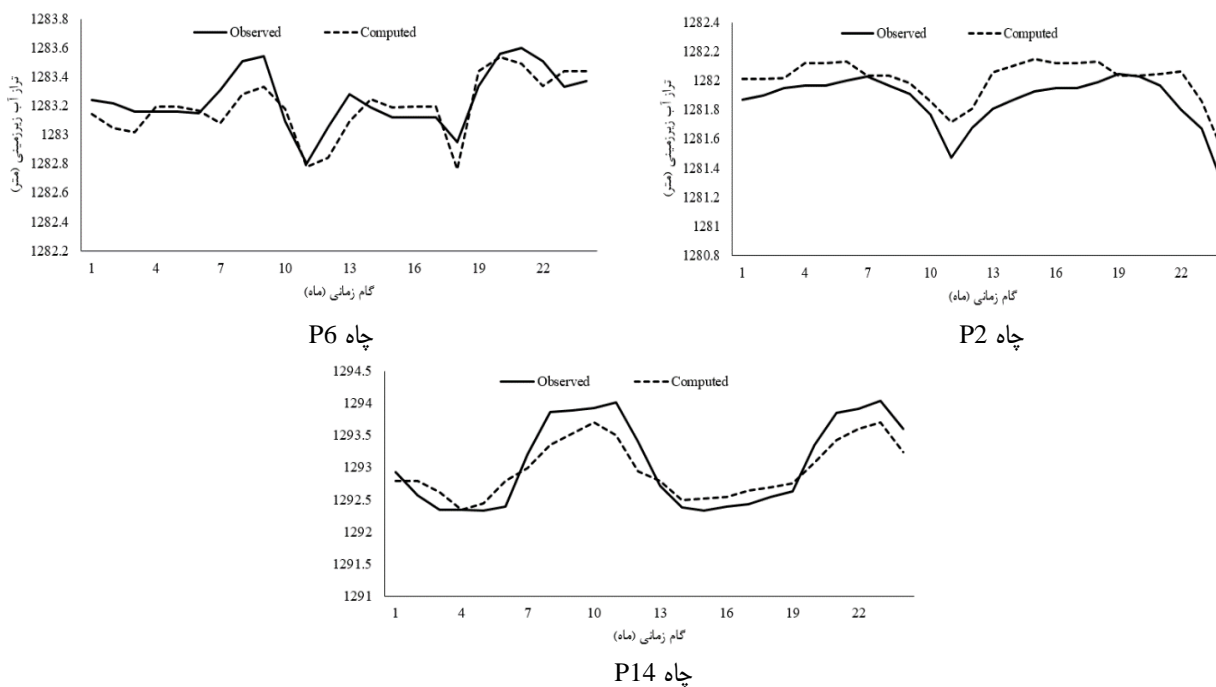 1283.8
1283.6
1283.4
1283.2
1283
1282.8
1282.6
1282.4
1282.2
Observed Computed
تراز آب زیرزمینی (متر)
1 4 7 10 13 16 19 22
گام زمانی (ماه)
چاه P6
1282.4
1282.2
1282
1281.8
1281.6
1281.4
1281.2
1281
1280.8
Observed Computed
تراز آب زیرزمینی (متر)
1 4 7 10 13 16 19 22
گام زمانی (ماه)
چاه P2
1294.5
1294
1293.5
1293
1292.5
1292
1291.5
1291
Observed Computed
1 4 7 10 13 16 19 22
گام زمانی (ماه)
چاه P14